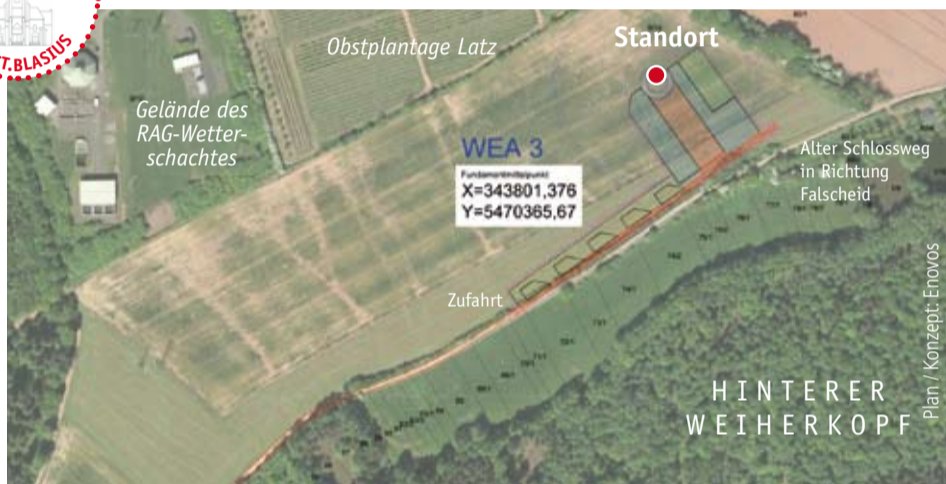 T.BLASIUS
Obstplantage Latz
Standort
Gelände des
RAG-Wetter-
schachtes
WEA 3
Fundamentmittelpunkt
X=343801,376
Y=5470365,67
Alter Schlossweg
in Richtung
Falscheid
Zufahrt
HINTERER
WEIHERKOPF
Plan / Konzept: Enovos